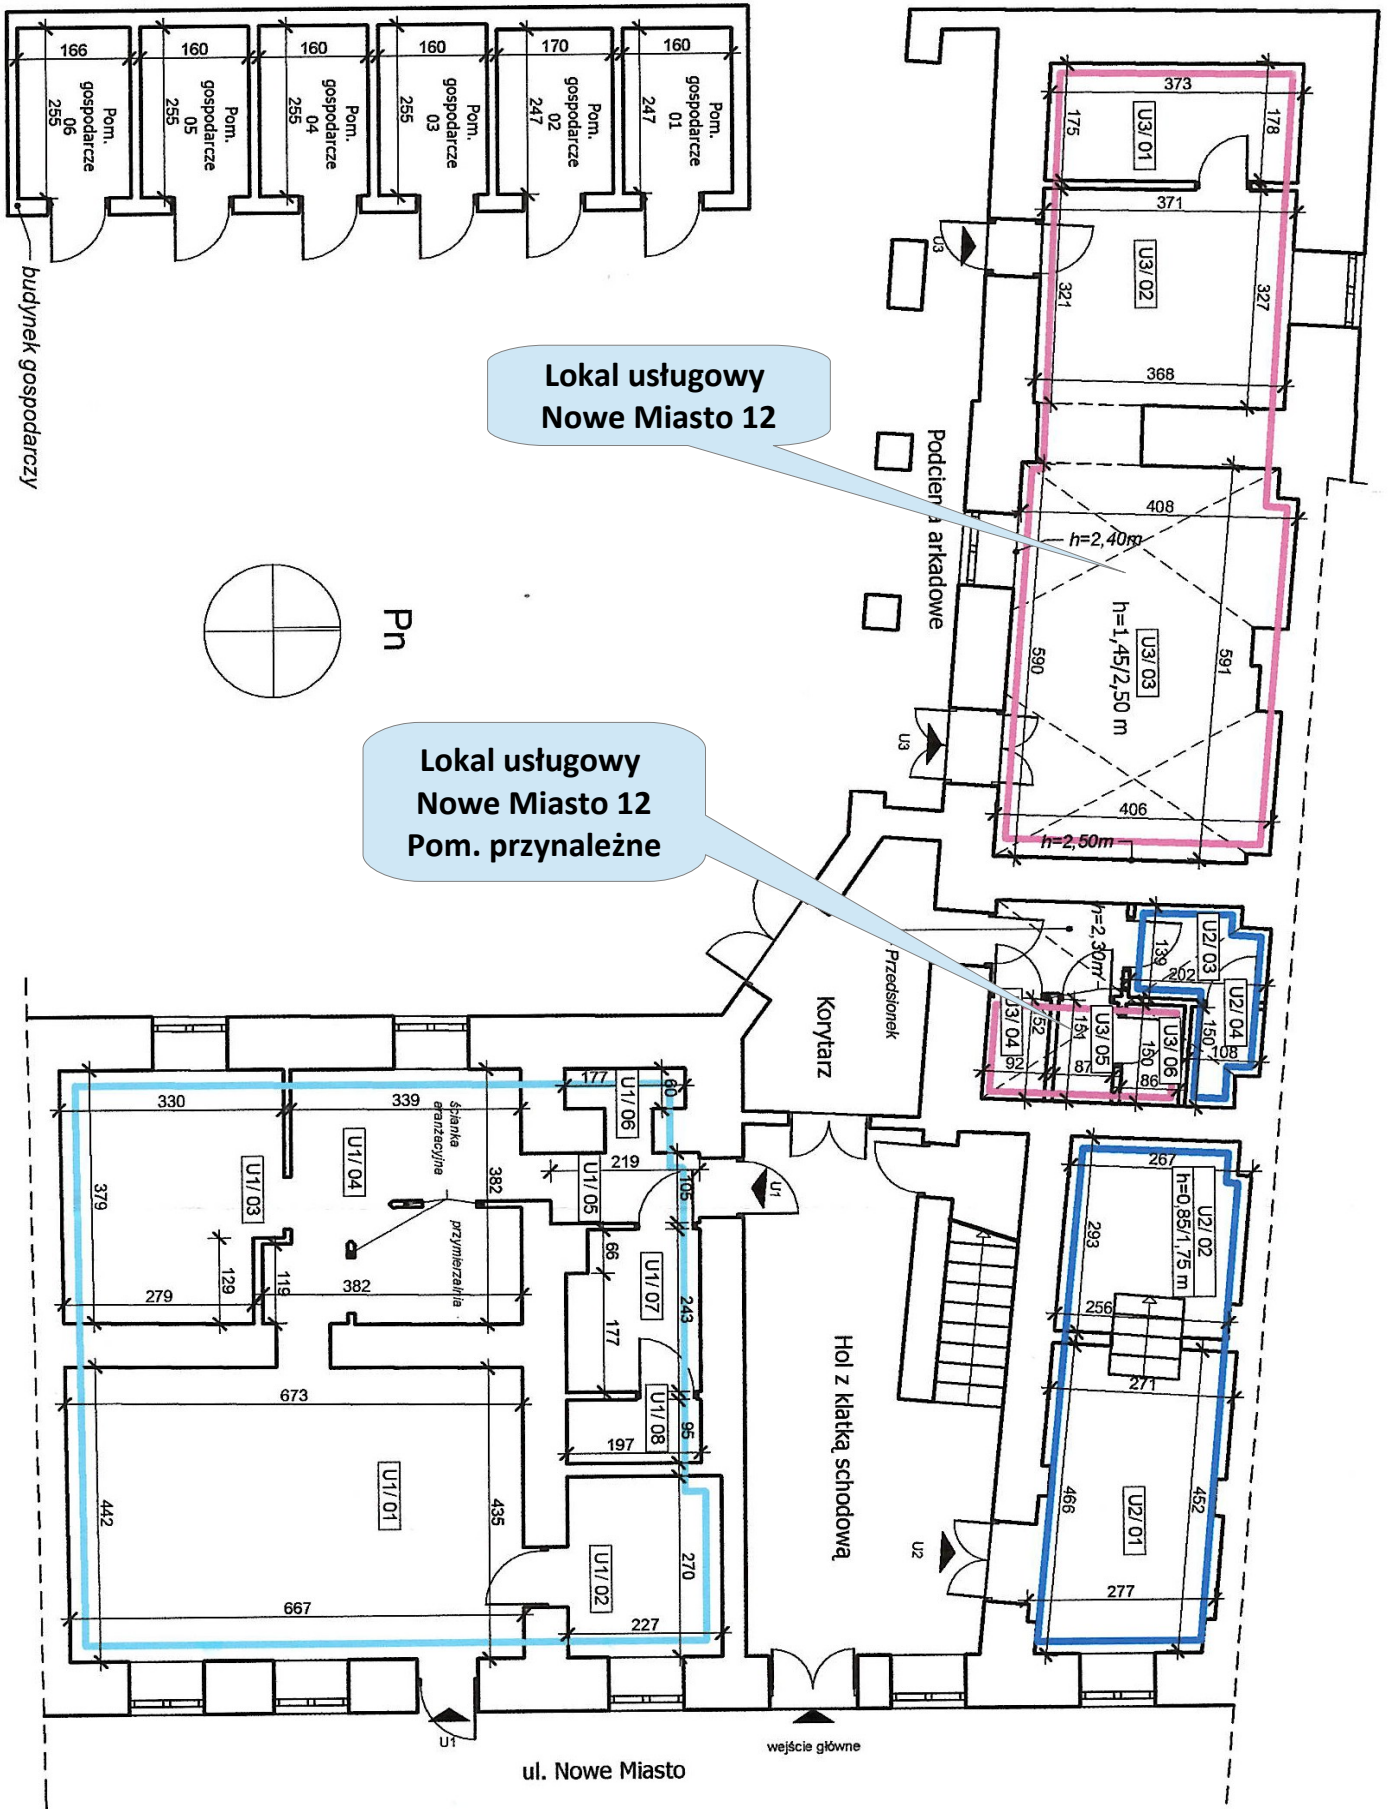 166
160
160
160
170
160
Pom.
gospodarcze
06
255
Pom.
gospodarcze
05
255
Pom.
gospodarcze
04
255
Pom.
gospodarcze
03
255
Pom.
gospodarcze
02
247
Pom.
gospodarcze
01
247
budynek gospodarczy
373
175
U3/ 01
178
371
U3
U3/ 02
321
327
368
Lokal usługowy
Nowe Miasto 12
Podcienia arkadowe
408
h=2,40m
U3/ 03
h=1,45/2,50 m
590
591
U3
406
h=2,50m
Pn
Lokal usługowy
Nowe Miasto 12
Pom. przynależne
Przedsionek
h=2,30m
139
U2/ 03
202
U2/ 04
150
108
U3/ 04
152
92
U3/ 05
151
87
U3/ 06
150
86
Korytarz
330
339
177
60
U1/ 06
ścianka
aranżacyjna
U1/ 04
U1/ 03
382
379
U1/ 05
219
105
U1
przymierzalnia
66
U1/ 07
243
129
119
279
382
177
673
442
435
U1/ 01
U1/ 08
95
197
U1/ 02
270
667
227
U1
Hol z klatką schodową
267
U2/ 02
h=0,85/1,75 m
293
256
271
466
452
U2/ 01
U2
277
wejście główne
ul. Nowe Miasto